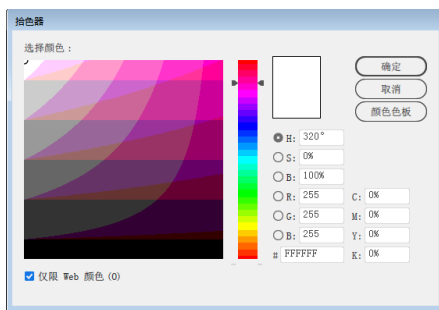 拾色器
选择颜色：
确定
取消
颜色色板
H: 320°
S: 0%
B: 100%
R: 255 C: 0%
G: 255 M: 0%
B: 255 Y: 0%
# FFFFFF K: 0%
仅限 Web 颜色 (O)